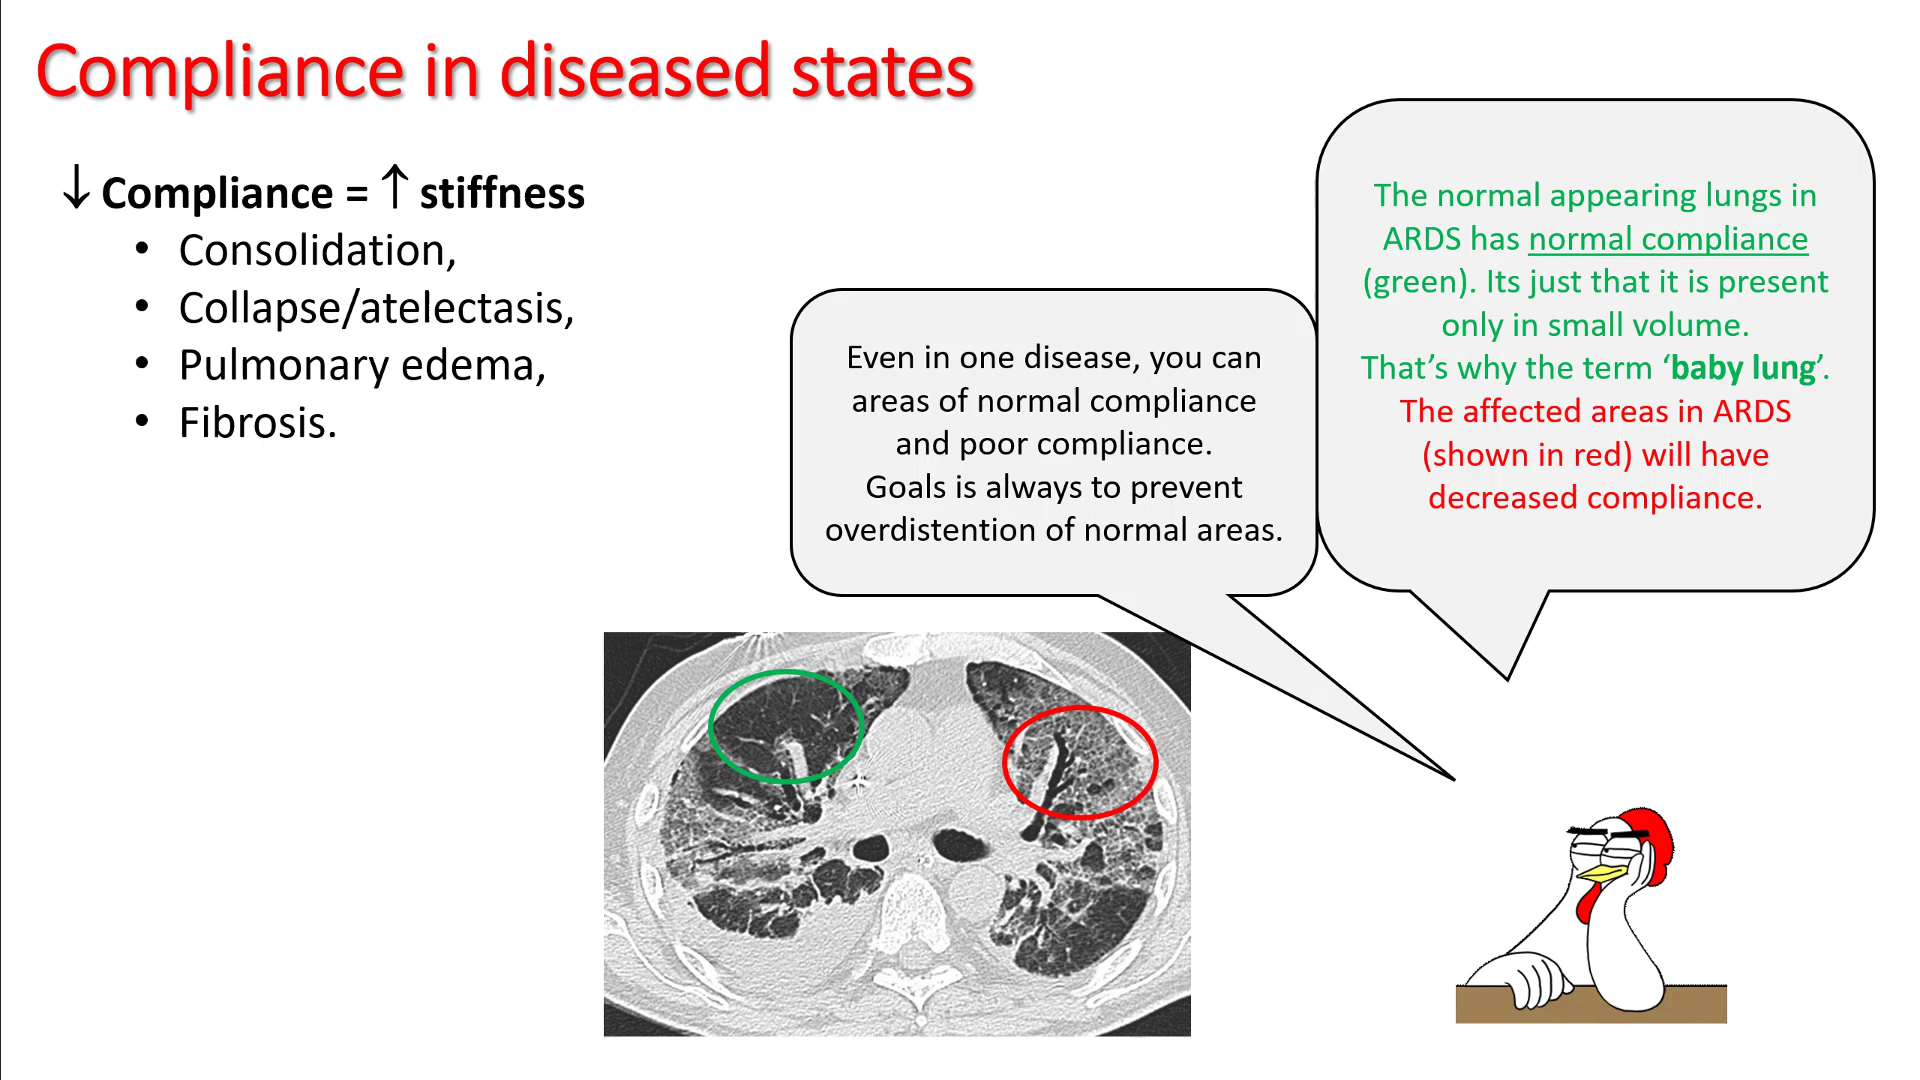 Compliance in diseased states
↓ Compliance = ↑ stiffness
• Consolidation,
• Collapse/atelectasis,
• Pulmonary edema,
• Fibrosis.
Even in one disease, you can
areas of normal compliance
and poor compliance.
Goals is always to prevent
overdistention of normal areas.
The normal appearing lungs in
ARDS has normal compliance
(green). Its just that it is present
only in small volume.
That’s why the term ‘baby lung’.
The affected areas in ARDS
(shown in red) will have
decreased compliance.